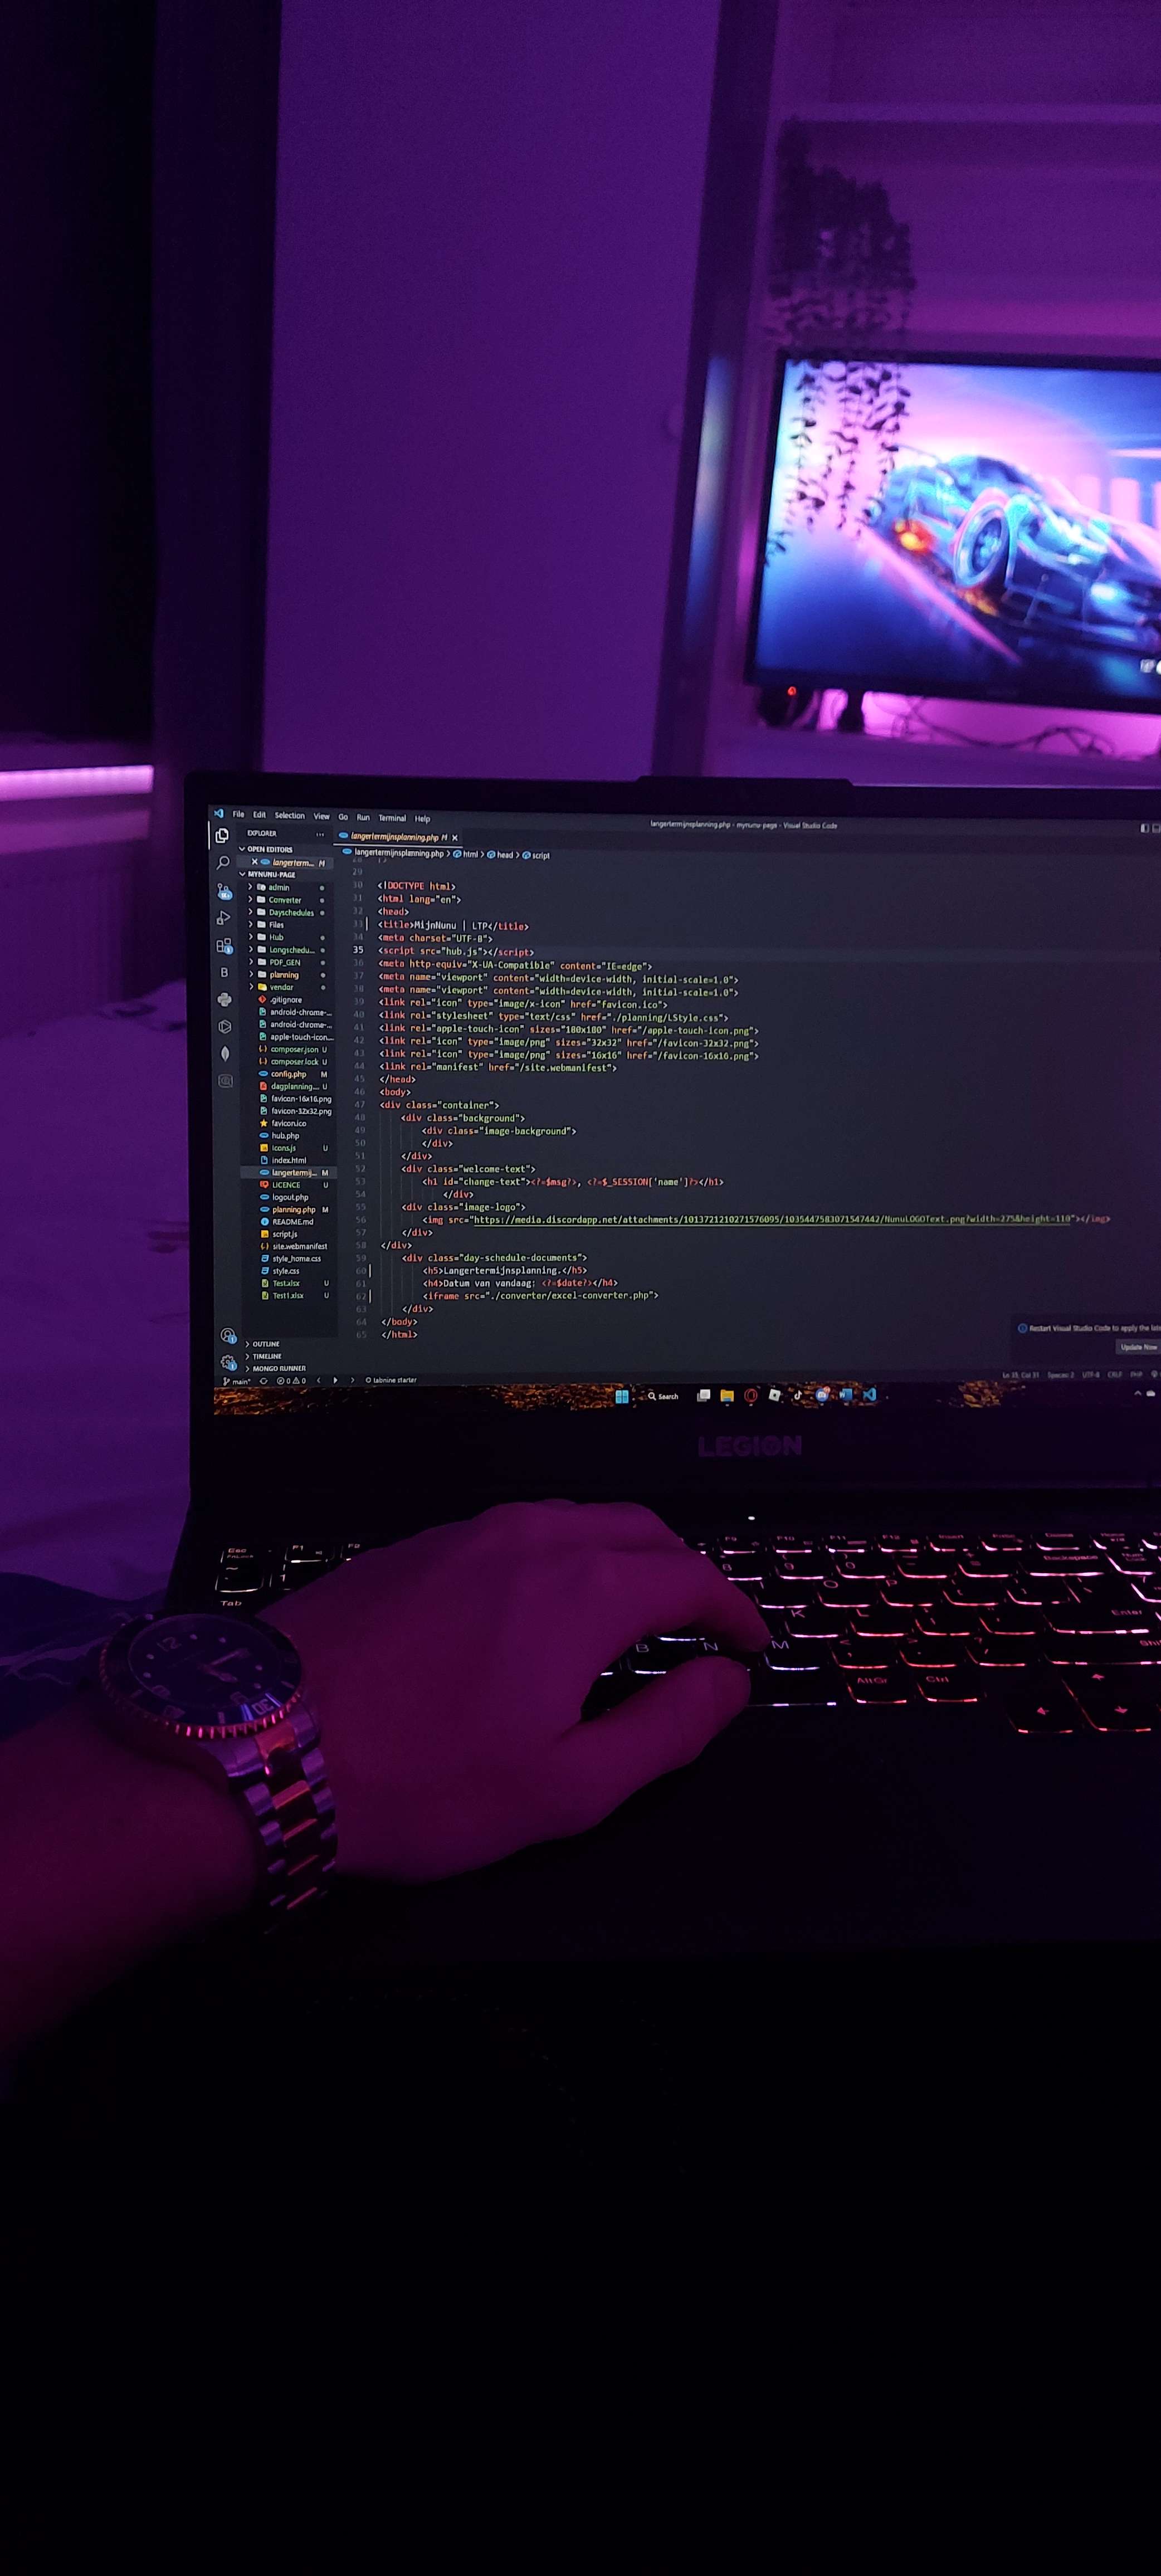 File Edit Selection View Go Run Terminal Help
langertermijnsplanning.php - mynunu-page - Visual Studio Code
EXPLORER ...
langertermijnsplanning.php M ×
OPEN EDITORS
× langerterm... M
MYNUNU-PAGE
admin
Converter
Dayschedules
Files
Hub
Longschedu...
PDF_GEN
planning
vendor
.gitignore
android-chrome-...
android-chrome-...
apple-touch-icon...
composer.json U
composer.lock U
config.php M
dagplanning.... U
favicon-16x16.png
favicon-32x32.png
favicon.ico
hub.php
icons.js U
index.html
langertermij... M
LICENCE U
logout.php
planning.php M
README.md
script.js
site.webmanifest
style_home.css
style.css
Test.xlsx U
Test1.xlsx U
OUTLINE
TIMELINE
MONGO RUNNER
langertermijnsplanning.php > html > head > script
29
30 <!DOCTYPE html>
31 <html lang="en">
32 <head>
33 <title>MijnNunu | LTP</title>
34 <meta charset="UTF-8">
35 <script src="hub.js"></script>
36 <meta http-equiv="X-UA-Compatible" content="IE=edge">
37 <meta name="viewport" content="width=device-width, initial-scale=1.0">
38 <meta name="viewport" content="width=device-width, initial-scale=1.0">
39 <link rel="icon" type="image/x-icon" href="favicon.ico">
40 <link rel="stylesheet" type="text/css" href="./planning/LStyle.css">
41 <link rel="apple-touch-icon" sizes="180x180" href="/apple-touch-icon.png">
42 <link rel="icon" type="image/png" sizes="32x32" href="/favicon-32x32.png">
43 <link rel="icon" type="image/png" sizes="16x16" href="/favicon-16x16.png">
44 <link rel="manifest" href="/site.webmanifest">
45 </head>
46 <body>
47 <div class="container">
48 <div class="background">
49 <div class="image-background">
50 </div>
51 </div>
52 <div class="welcome-text">
53 <h1 id="change-text"><?=$msg?>, <?=$_SESSION['name']?></h1>
54 </div>
55 <div class="image-logo">
56 <img src="https://media.discordapp.net/attachments/1013721210271576095/1035447583071547442/NunuLOGOText.png?width=275&height=110"></img>
57 </div>
58 </div>
59 <div class="day-schedule-documents">
60 <h5>Langertermijnsplanning.</h5>
61 <h4>Datum van vandaag: <?=$date?></h4>
62 <iframe src="./converter/excel-converter.php">
63 </div>
64 </body>
65 </html>
Restart Visual Studio Code to apply the
Update Now
main* 0 0 tabnine starter
Spaces: 2 UTF-8 CRLF PHP
Search
LEGION
Esc F1 F2
Backspace
Tab O P
Enter
K L
B N M
AltGr Ctrl
12